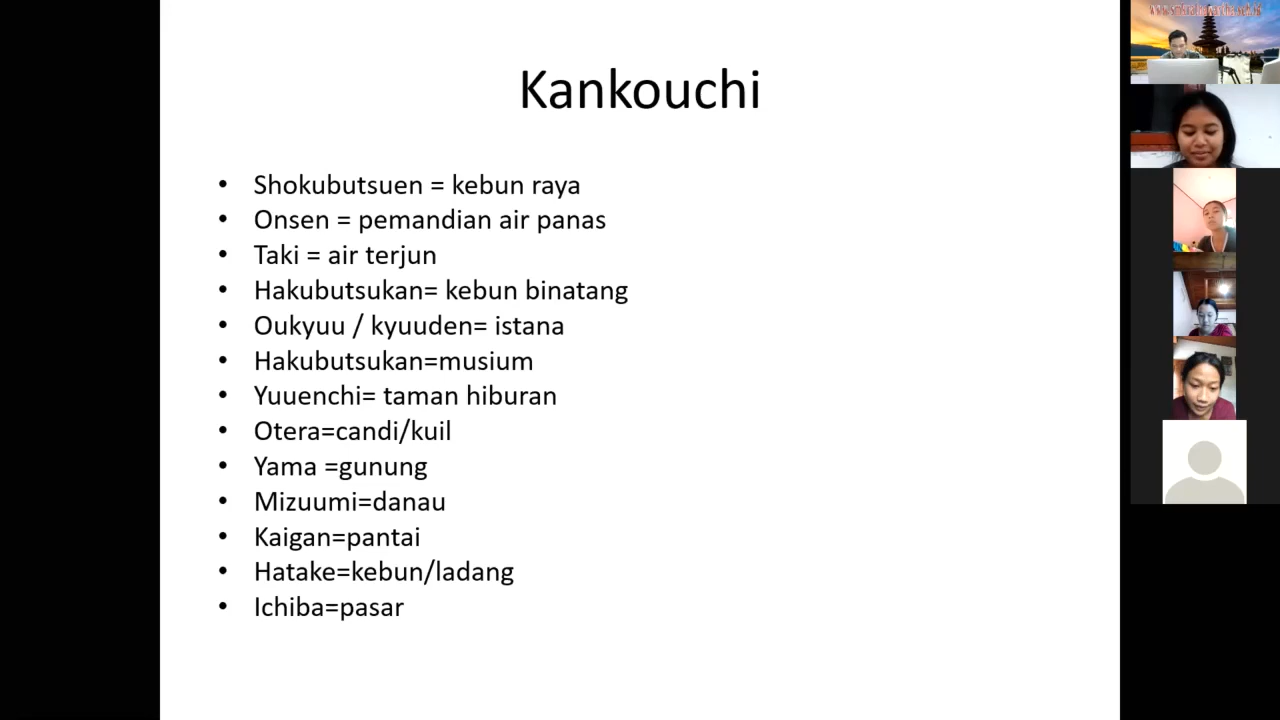 Kankouchi
• Shokubutsuen = kebun raya
• Onsen = pemandian air panas
• Taki = air terjun
• Hakubutsukan= kebun binatang
• Oukyuu / kyuuden= istana
• Hakubutsukan=musium
• Yuuenchi= taman hiburan
• Otera=candi/kuil
• Yama =gunung
• Mizuumi=danau
• Kaigan=pantai
• Hatake=kebun/ladang
• Ichiba=pasar